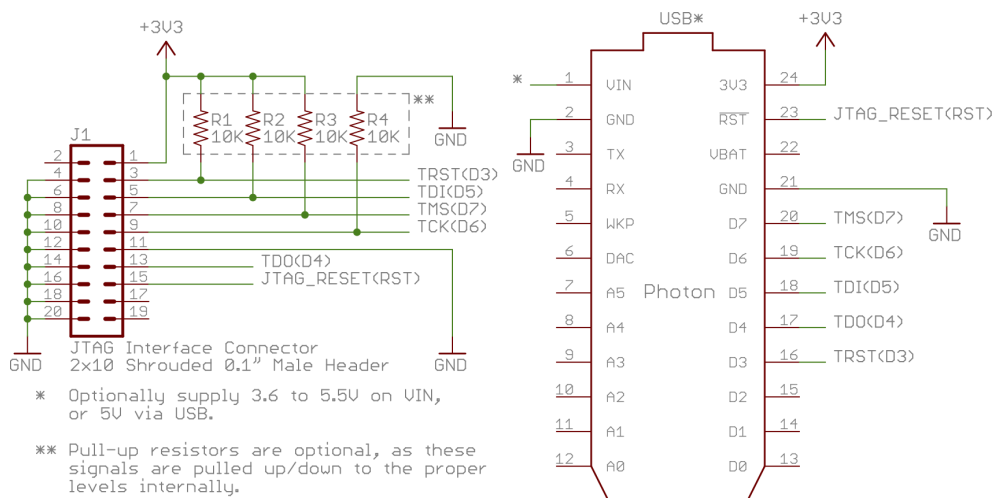 +3V3
R1
10K
R2
10K
R3
10K
R4
10K
**
GND
J1
2 1
4 3
6 5
8 7
10 9
12 11
14 13
16 15
18 17
20 19
TRST(D3)
TDI(D5)
TMS(D7)
TCK(D6)
TDO(D4)
JTAG_RESET(RST)
GND
GND
JTAG Interface Connector
2x10 Shrouded 0.1" Male Header
* Optionally supply 3.6 to 5.5V on VIN,
or 5V via USB.
** Pull-up resistors are optional, as these
signals are pulled up/down to the proper
levels internally.
USB*
+3V3
*
GND
Photon
1 VIN 3V3 24
2 GND RST 23 JTAG_RESET(RST)
3 TX VBAT 22
4 RX GND 21
GND
5 WKP D7 20 TMS(D7)
6 DAC D6 19 TCK(D6)
7 A5 D5 18 TDI(D5)
8 A4 D4 17 TDO(D4)
9 A3 D3 16 TRST(D3)
10 A2 D2 15
11 A1 D1 14
12 A0 D0 13